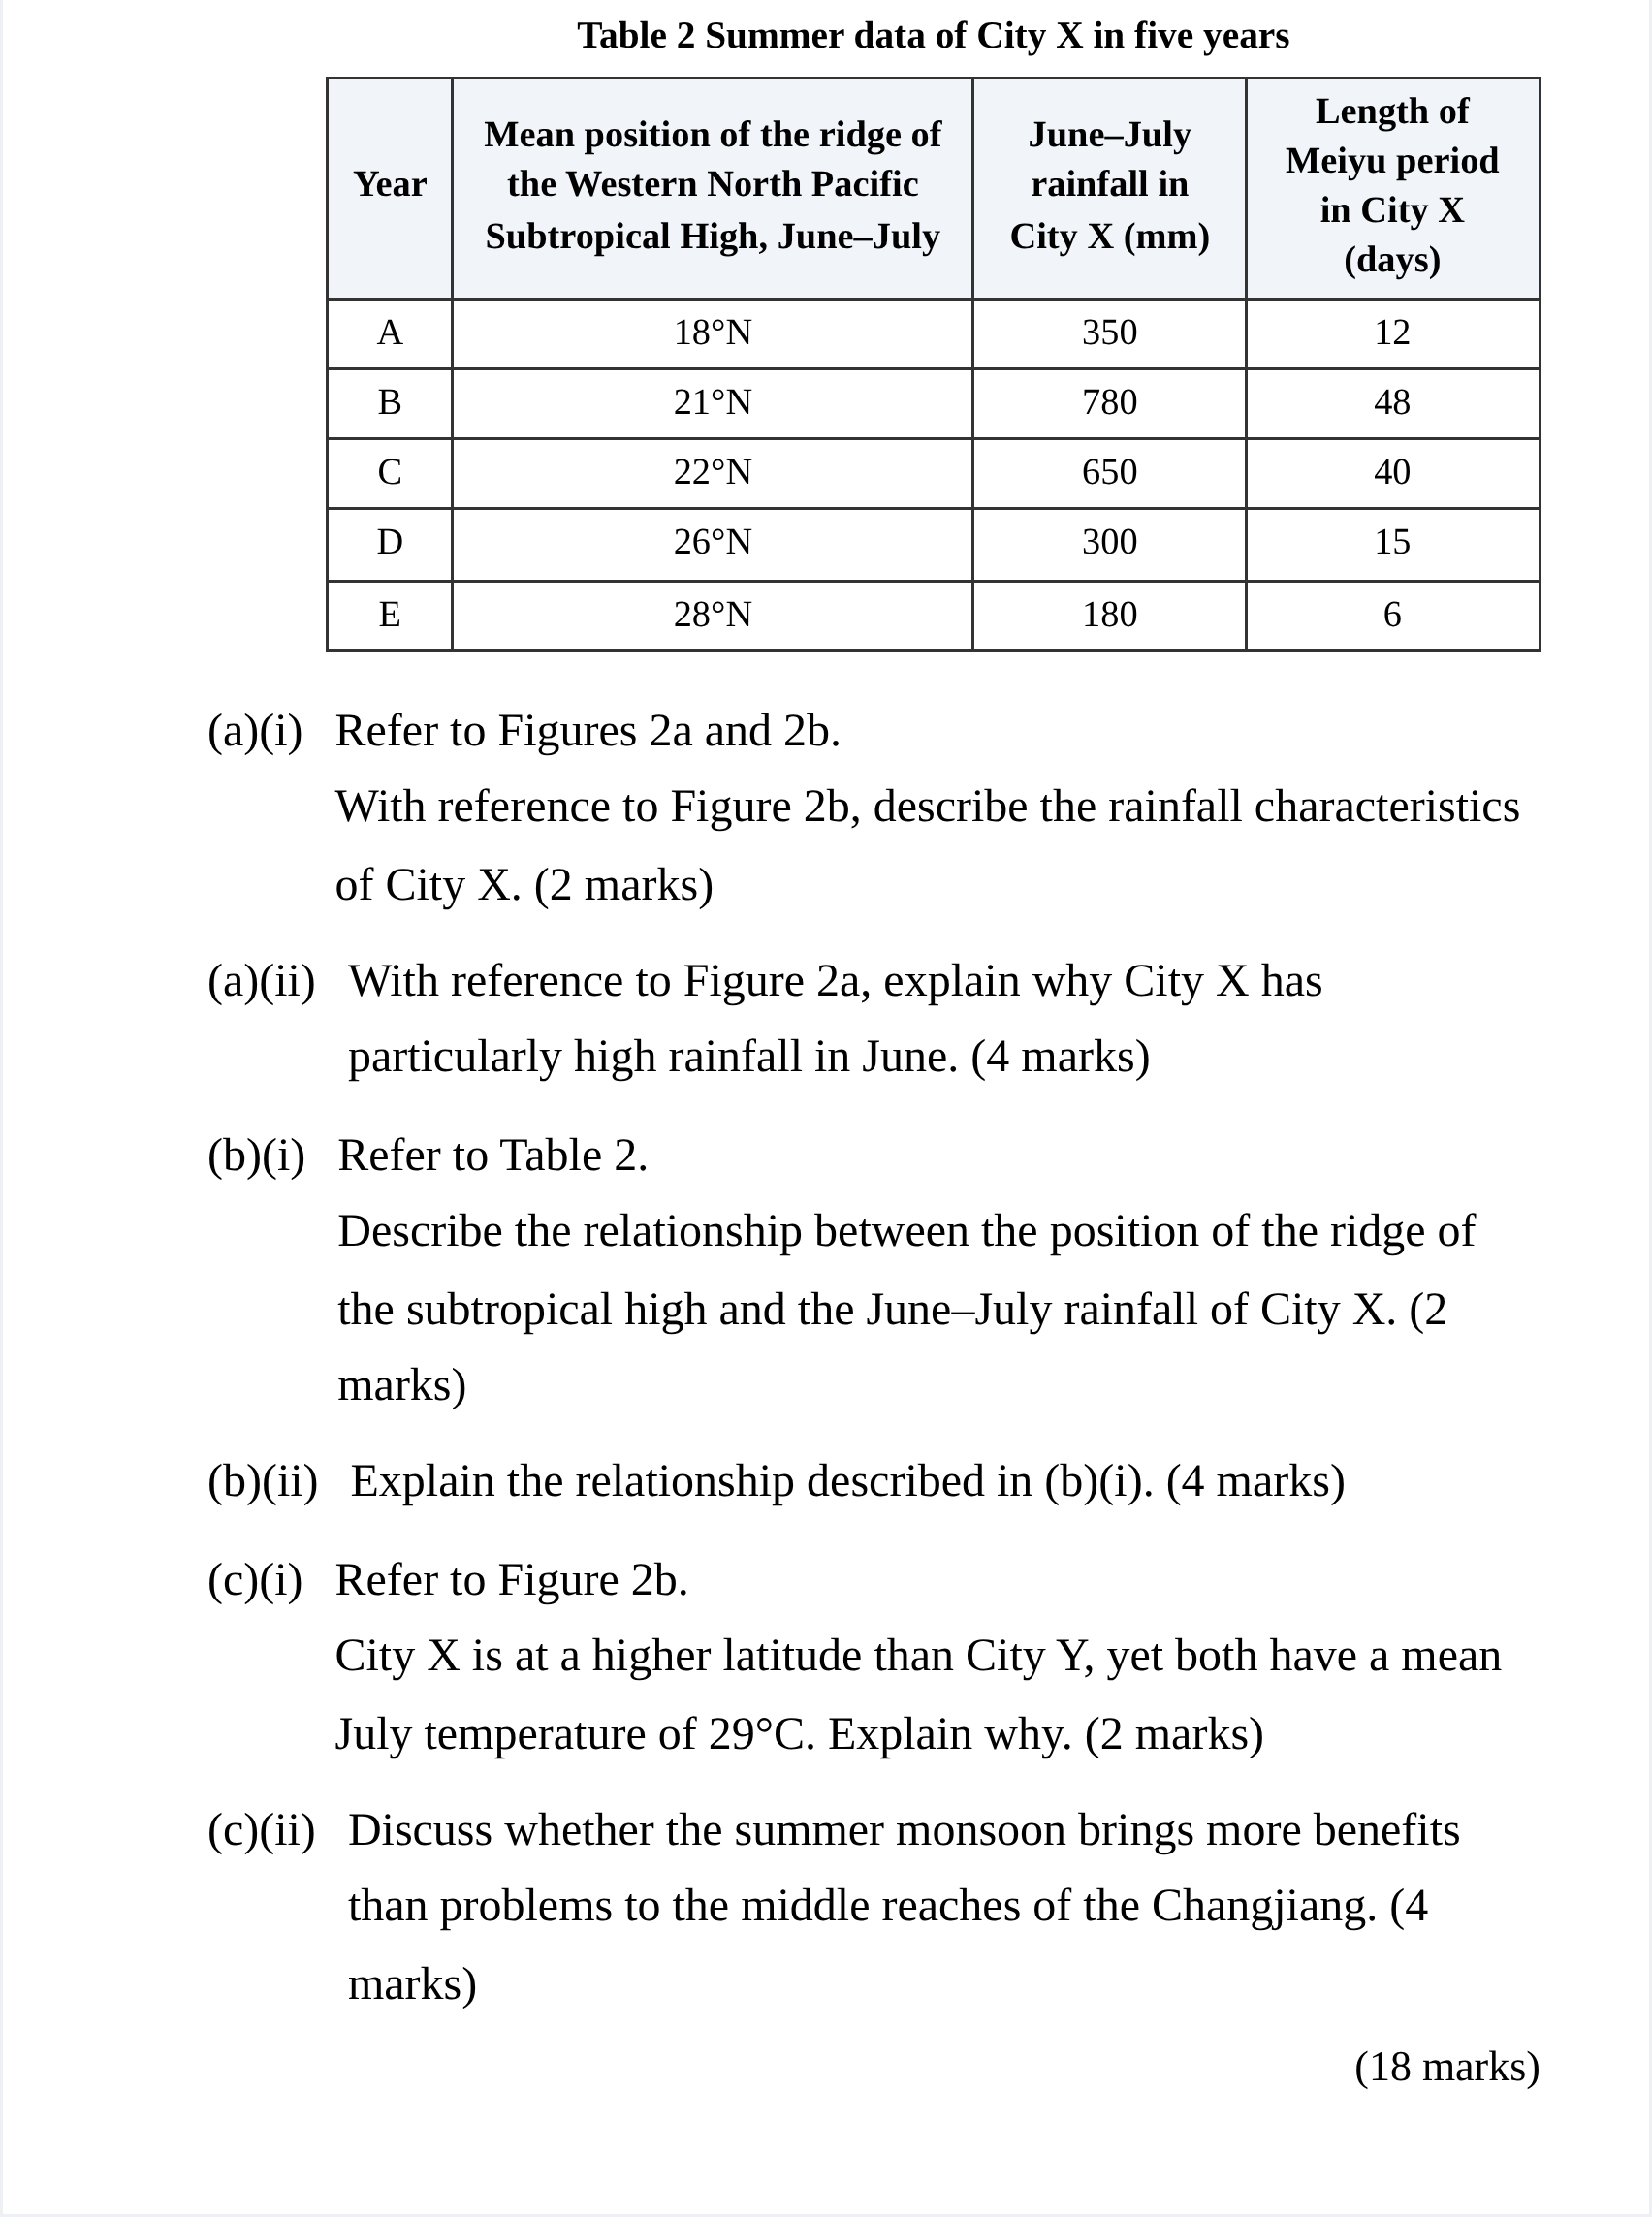 Table 2 Summer data of City X in five years
Year
Mean position of the ridge of
the Western North Pacific
Subtropical High, June–July
June–July
rainfall in
City X (mm)
Length of
Meiyu period
in City X
(days)
A 18°N 350 12
B 21°N 780 48
C 22°N 650 40
D 26°N 300 15
E 28°N 180 6
(a)(i) Refer to Figures 2a and 2b.
With reference to Figure 2b, describe the rainfall characteristics
of City X. (2 marks)
(a)(ii) With reference to Figure 2a, explain why City X has
particularly high rainfall in June. (4 marks)
(b)(i) Refer to Table 2.
Describe the relationship between the position of the ridge of
the subtropical high and the June–July rainfall of City X. (2
marks)
(b)(ii) Explain the relationship described in (b)(i). (4 marks)
(c)(i) Refer to Figure 2b.
City X is at a higher latitude than City Y, yet both have a mean
July temperature of 29°C. Explain why. (2 marks)
(c)(ii) Discuss whether the summer monsoon brings more benefits
than problems to the middle reaches of the Changjiang. (4
marks)
(18 marks)